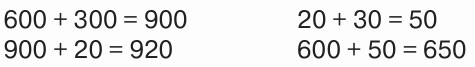 600 + 300 = 900
900 + 20 = 920
20 + 30 = 50
600 + 50 = 650